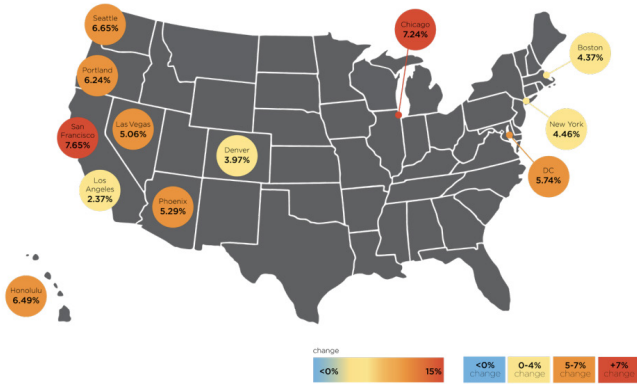 Seattle
6.65%
Chicago
7.24%
Boston
4.37%
Portland
6.24%
San
Francisco
7.65%
Las Vegas
5.06%
New York
4.46%
Denver
3.97%
DC
5.74%
Los
Angeles
2.37%
Phoenix
5.29%
Honolulu
6.49%
change
<0% 15%
<0%
change
0-4%
change
5-7%
change
+7%
change